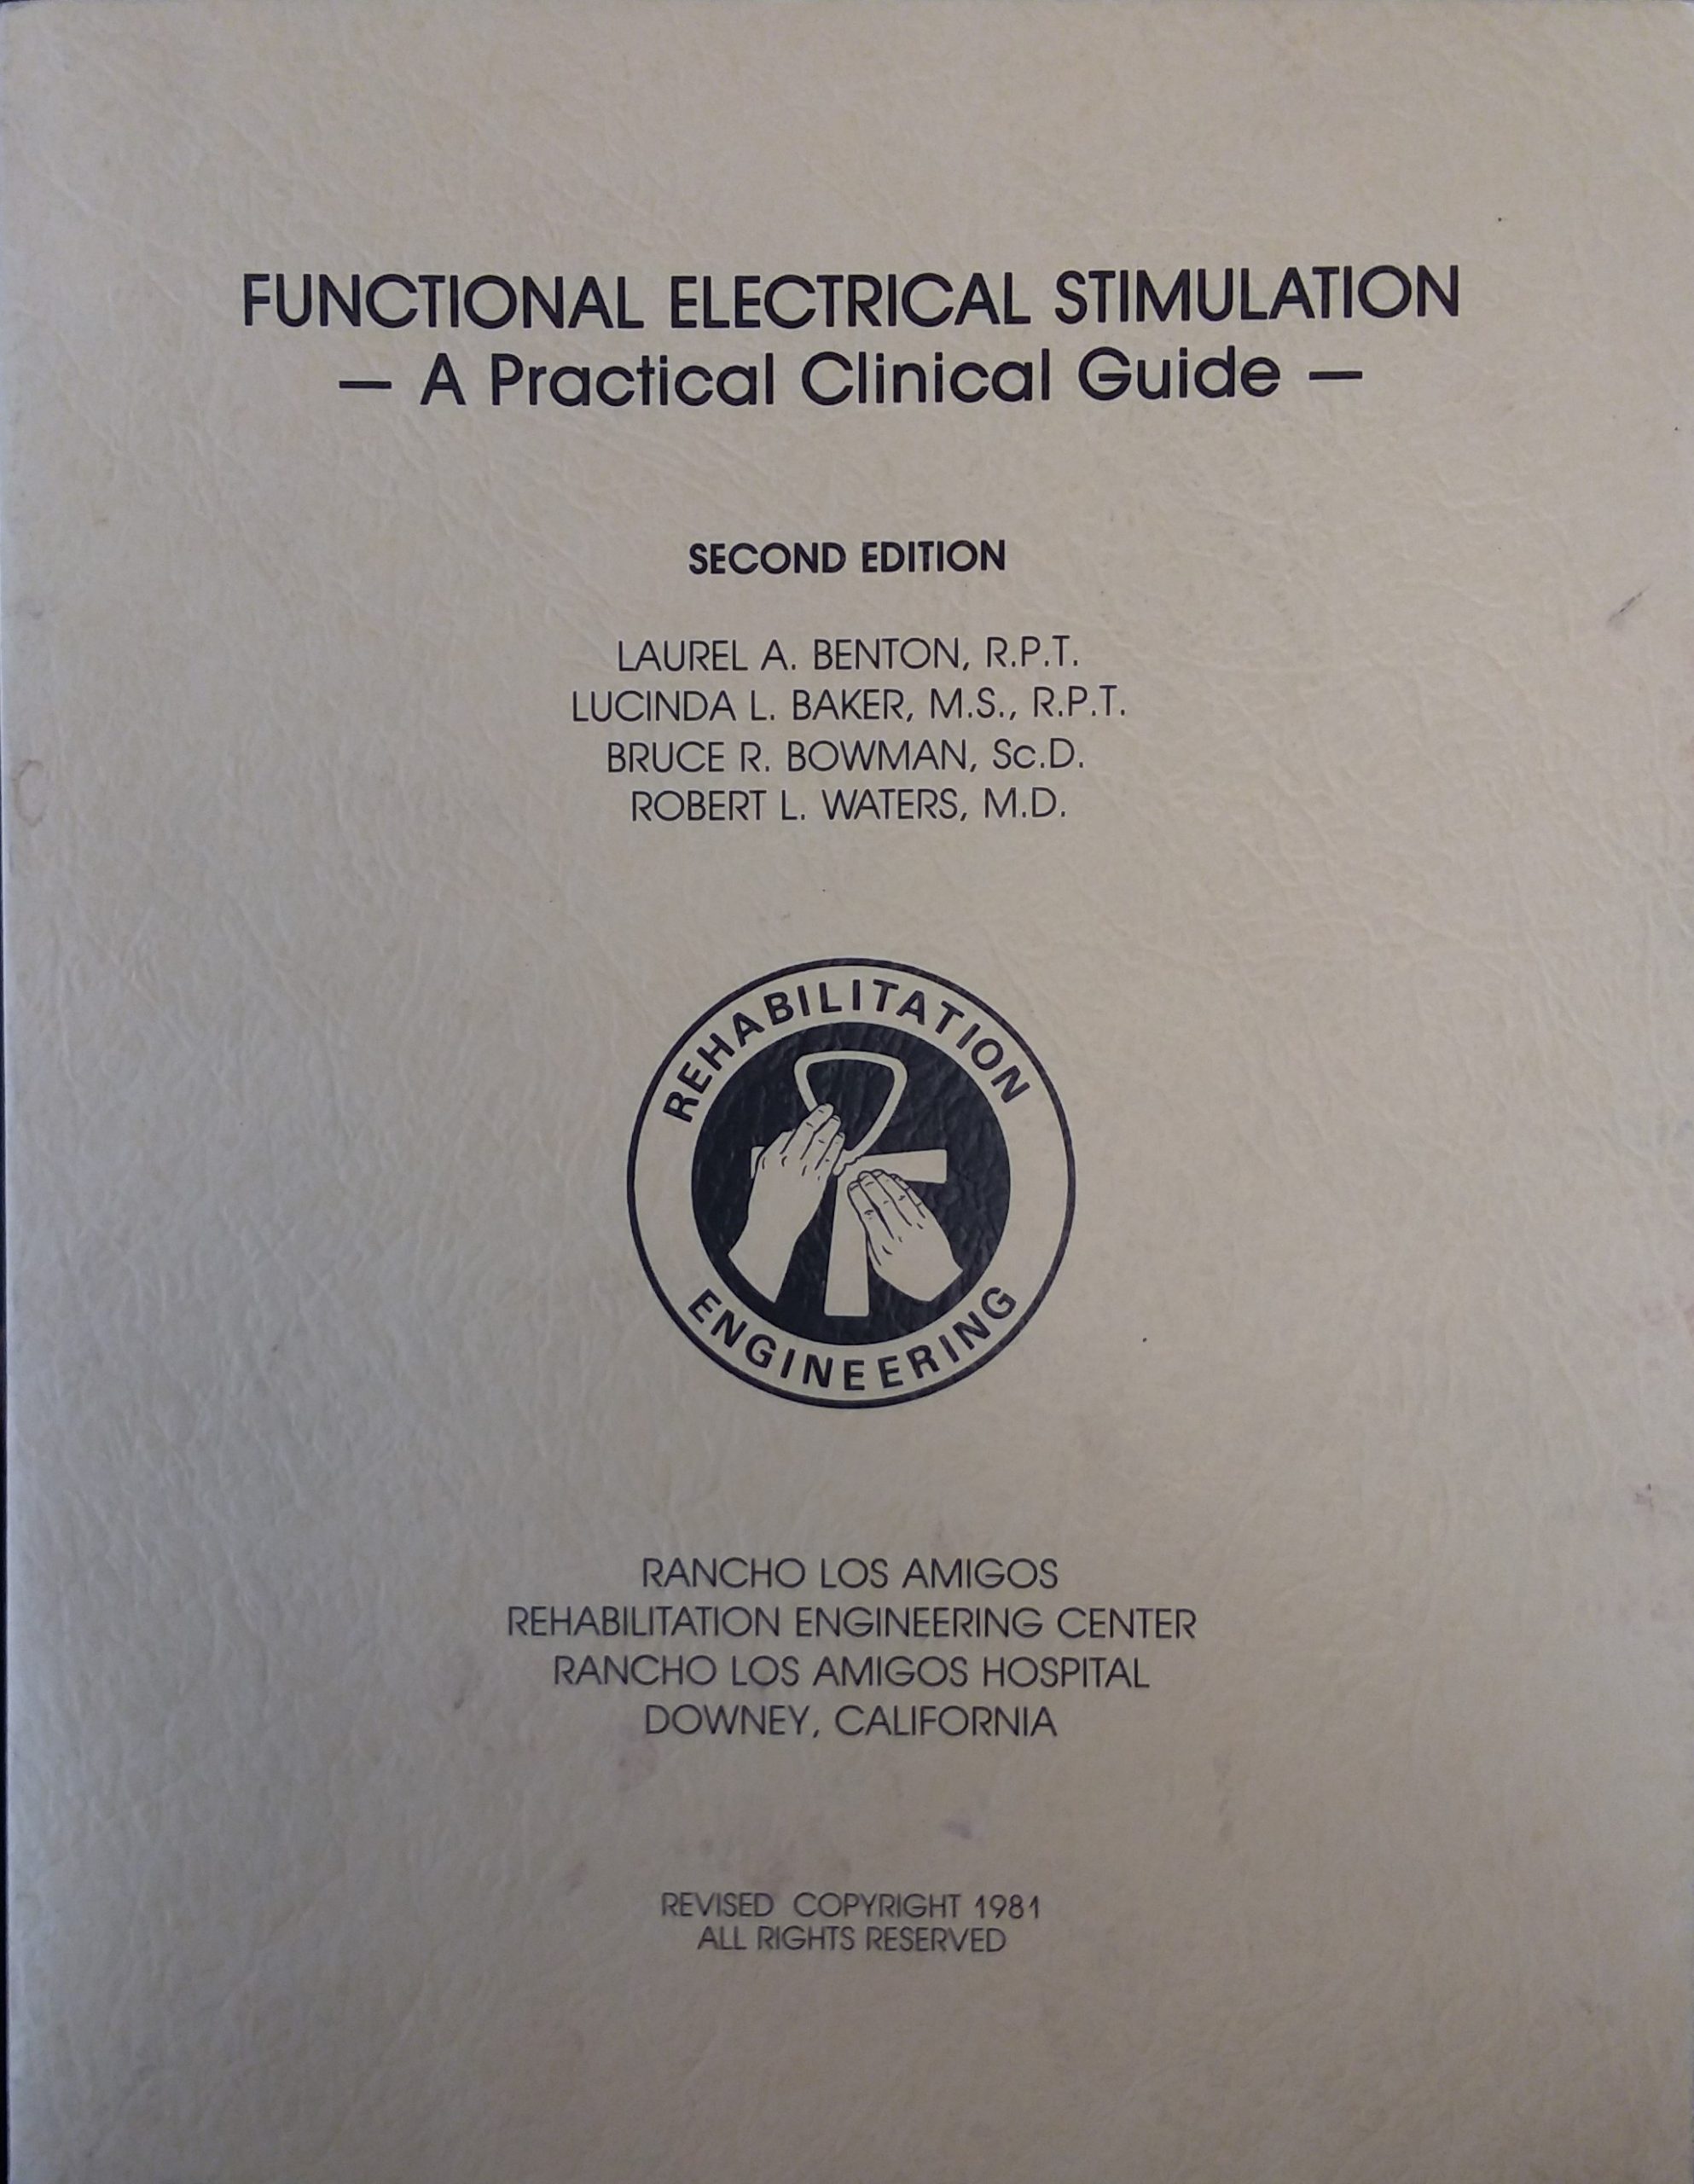 FUNCTIONAL ELECTRICAL STIMULATION
— A Practical Clinical Guide —
SECOND EDITION
LAUREL A. BENTON, R.P.T.
LUCINDA L. BAKER, M.S., R.P.T.
BRUCE R. BOWMAN, Sc.D.
ROBERT L. WATERS, M.D.
REHABILITATION
ENGINEERING
RANCHO LOS AMIGOS
REHABILITATION ENGINEERING CENTER
RANCHO LOS AMIGOS HOSPITAL
DOWNEY, CALIFORNIA
REVISED COPYRIGHT 1981
ALL RIGHTS RESERVED